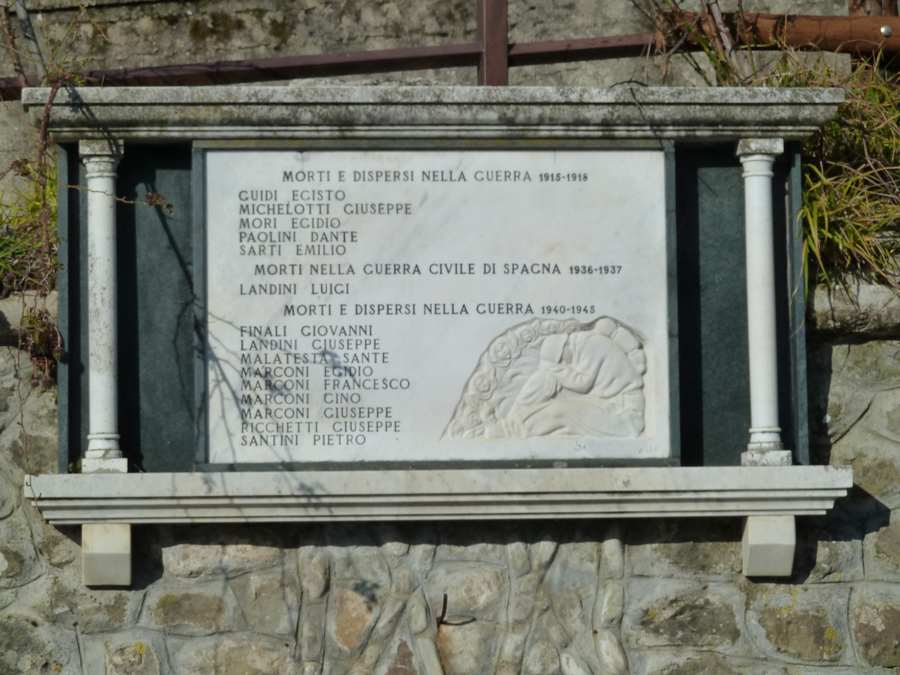 MORTI E DISPERSI NELLA GUERRA 1915-1918
GUIDI EGISTO
MICHELOTTI GIUSEPPE
MORI EGIDIO
PAOLINI DANTE
SARTI EMILIO
MORTI NELLA GUERRA CIVILE DI SPAGNA 1936-1937
LANDINI LUIGI
MORTI E DISPERSI NELLA GUERRA 1940-1945
FINALI GIOVANNI
LANDINI GIUSEPPE
MALATESTA SANTE
MARCONI EGIDIO
MARCONI FRANCESCO
MARCONI GINO
MARCONI GIUSEPPE
RICCHETTI GIUSEPPE
SANTINI PIETRO